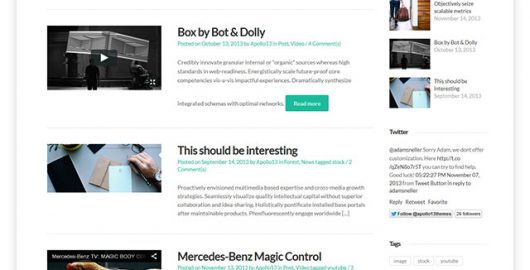 Box by Bot & Dolly
Posted on October 13, 2013 by Apollo13 in Post, Video / 4 Comment(s)
Credibly innovate granular internal or "organic" sources whereas high
standards in web-readiness. Energistically scale future-proof core
competencies vis-a-vis impactful experiences. Dramatically synthesize
integrated schemas with optimal networks. Read more
This should be interesting
Posted on September 14, 2013 by Apollo13 in Forest, News tagged stock / 2
Comment(s)
Proactively envisioned multimedia based expertise and cross-media growth
strategies. Seamlessly visualize quality intellectual capital without superior
collaboration and idea-sharing. Holistically pontificate installed base portals
after maintainable products. Phosfluorescently engage worldwide [...]
Mercedes-Benz TV: MAGIC BODY CO
Mercedes-Benz Magic Control
Posted on November 13, 2013 by Apollo13 in Post, Video tagged youtube / 3
Objectively seize
scalable metrics
November 14, 2013
Box by Bot & Dolly
October 13, 2013
This should be
interesting
September 14, 2013
Twitter
@adamsneller Sorry Adam, we dont offer
customization. Here http://t.co
you can try to find help.
Good luck! 05:22:27 PM November 07,
2013 from Tweet Button in reply to
adamsneller
Reply Retweet Favorite
Follow @apollo13themes 29 followers
Tags
image stock youtube